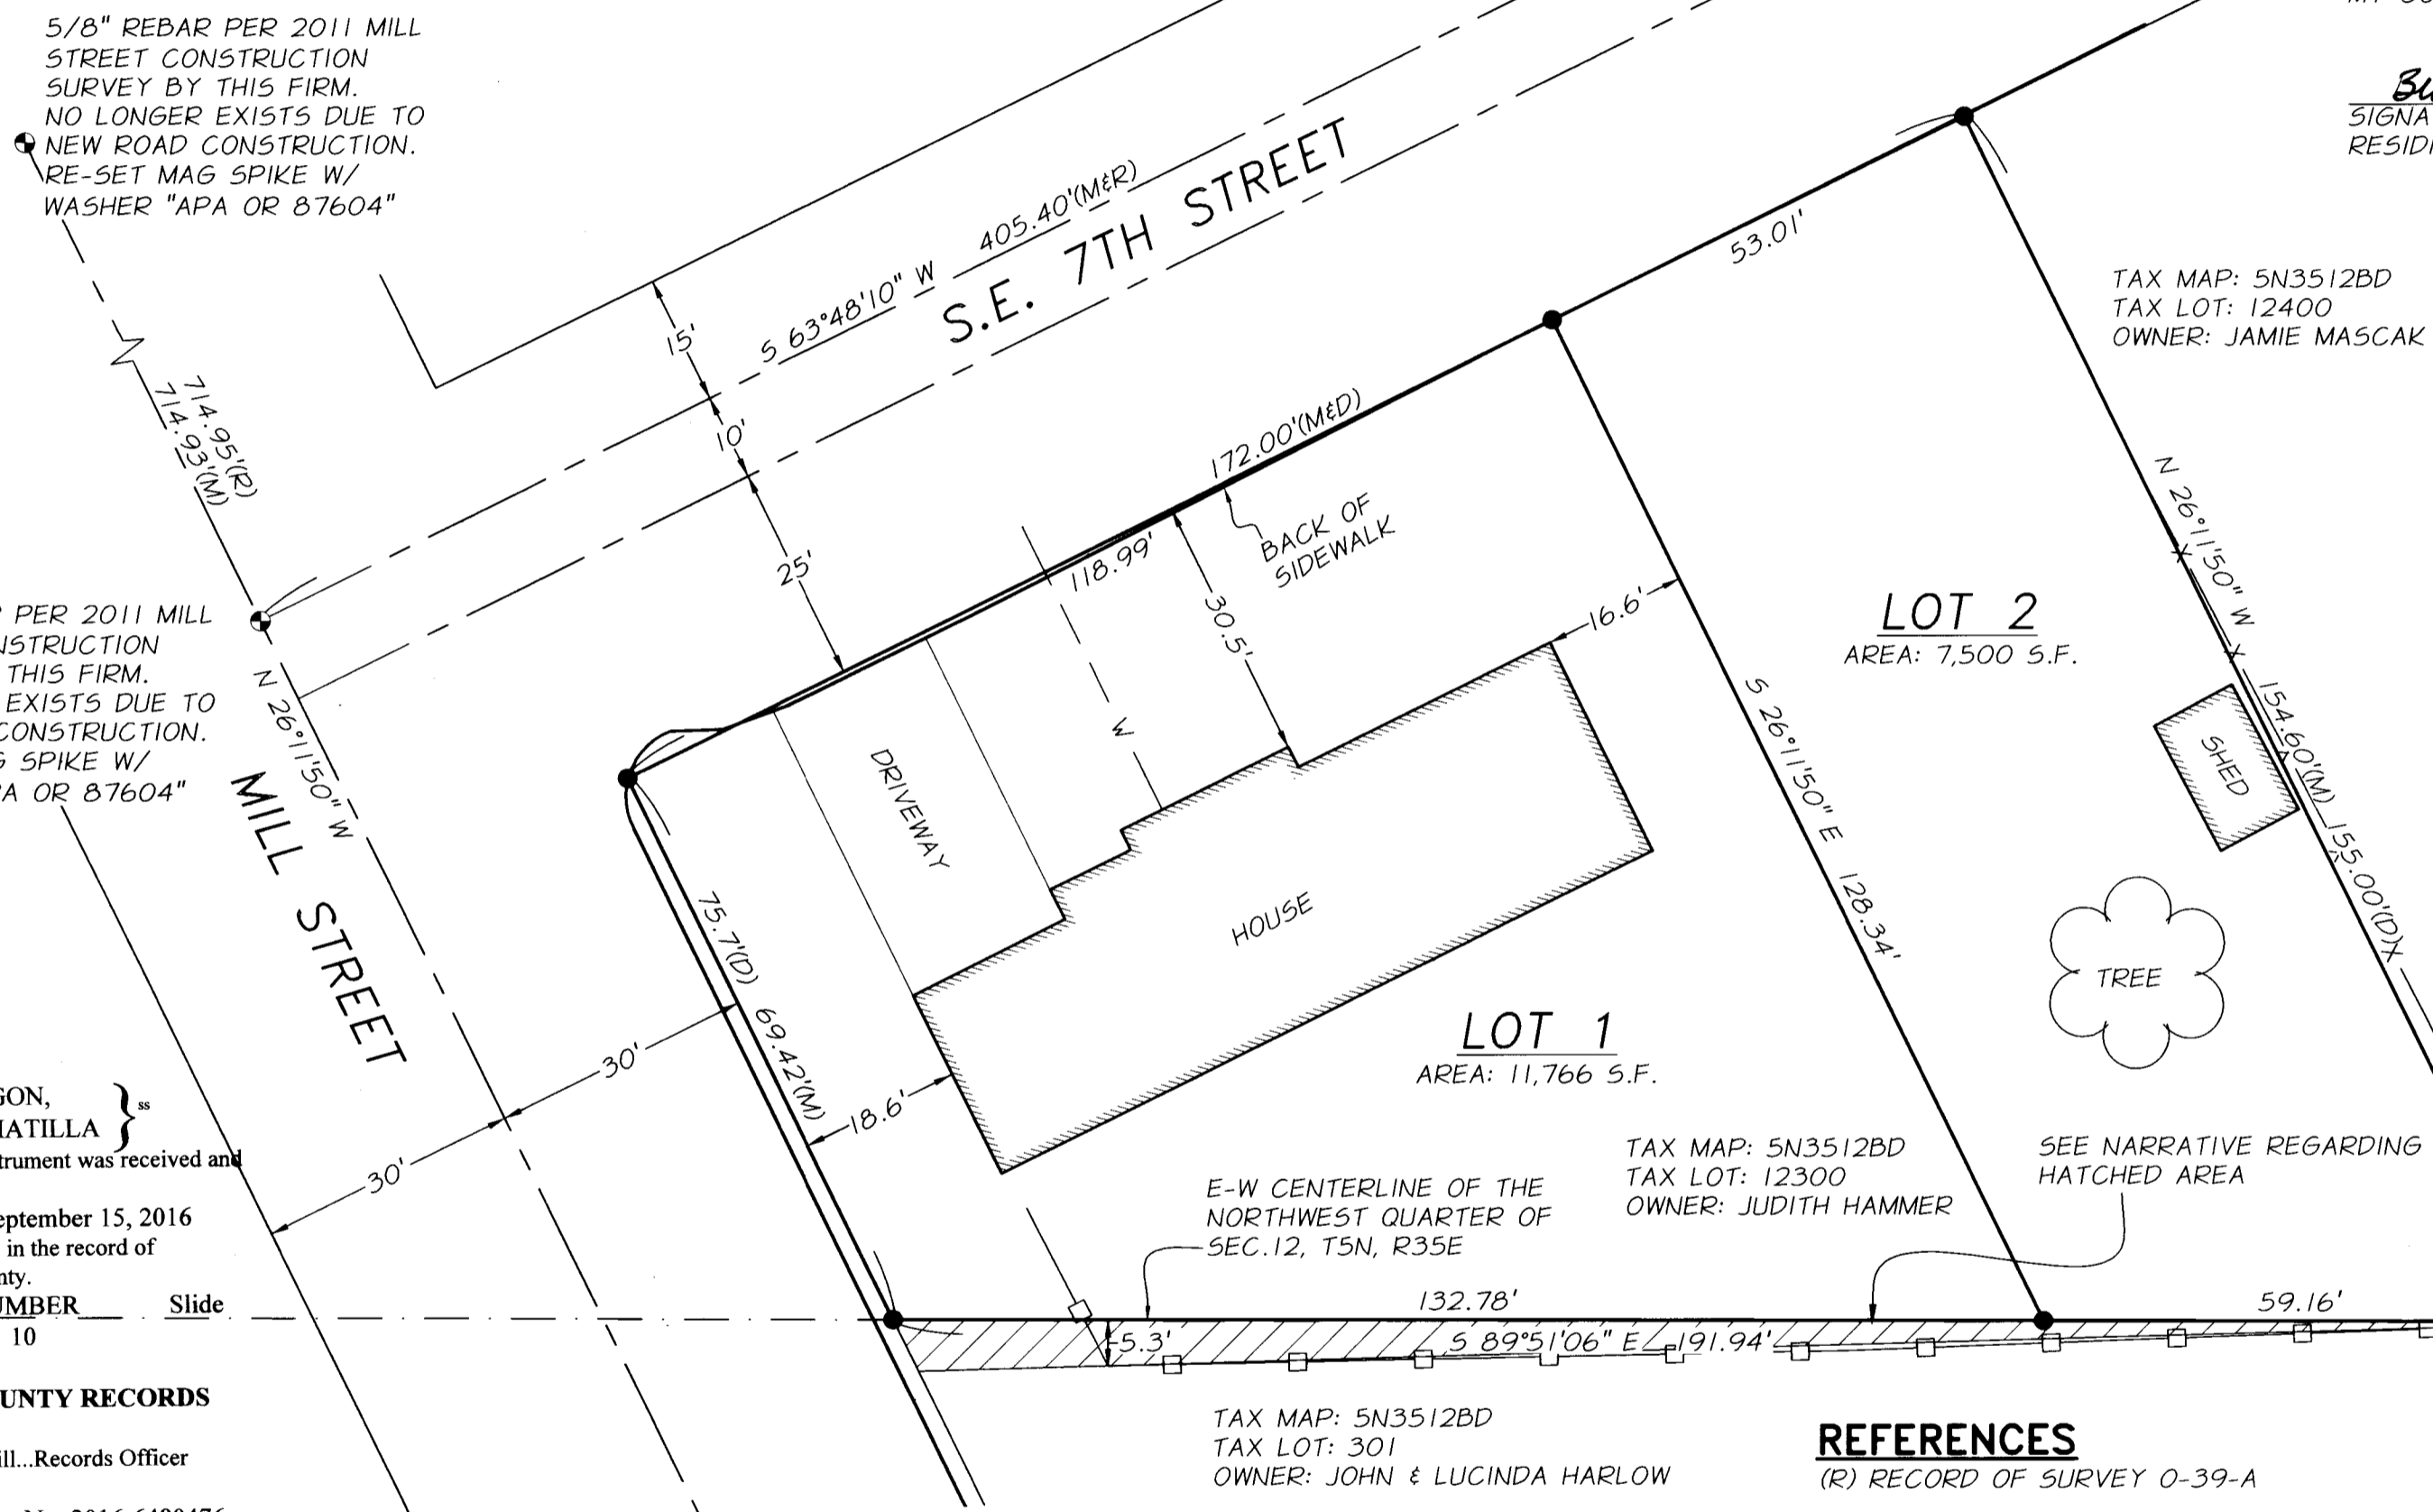 5/8" REBAR PER 2011 MILL
STREET CONSTRUCTION
SURVEY BY THIS FIRM.
NO LONGER EXISTS DUE TO
NEW ROAD CONSTRUCTION.
RE-SET MAG SPIKE W/
WASHER "APA OR 87604"
SIGNA
RESID
405.40'(M&R)
S 63°48'10" W
S.E. 7TH STREET
53.01'
TAX MAP: 5N3512BD
TAX LOT: 12400
OWNER: JAMIE MASCAK
15'
10'
25'
714.95'(R)
714.93'(M)
172.00'(M&D)
118.99'
BACK OF
SIDEWALK
30.5'
16.6'
N 26°11'50" W
154.60'(M) 155.00'(D)
LOT 2
AREA: 7,500 S.F.
PER 2011 MILL
NSTRUCTION
THIS FIRM.
EXISTS DUE TO
CONSTRUCTION.
SPIKE W/
A OR 87604"
N 26°11'50" W
MILL STREET
DRIVEWAY
W
S 26°11'50" E 128.34'
SHED
HOUSE
TREE
75.7'(D) 69.42'(M)
30'
30'
18.6'
LOT 1
AREA: 11,766 S.F.
GON,
MATILLA } ss
trument was received and
eptember 15, 2016
in the record of
nty.
UMBER Slide
10
UNTY RECORDS
ill...Records Officer
E-W CENTERLINE OF THE
NORTHWEST QUARTER OF
SEC.12, T5N, R35E
TAX MAP: 5N3512BD
TAX LOT: 12300
OWNER: JUDITH HAMMER
SEE NARRATIVE REGARDING
HATCHED AREA
132.78'
59.16'
5.3'
S 89°51'06" E 191.94'
TAX MAP: 5N3512BD
TAX LOT: 301
OWNER: JOHN & LUCINDA HARLOW
REFERENCES
(R) RECORD OF SURVEY O-39-A